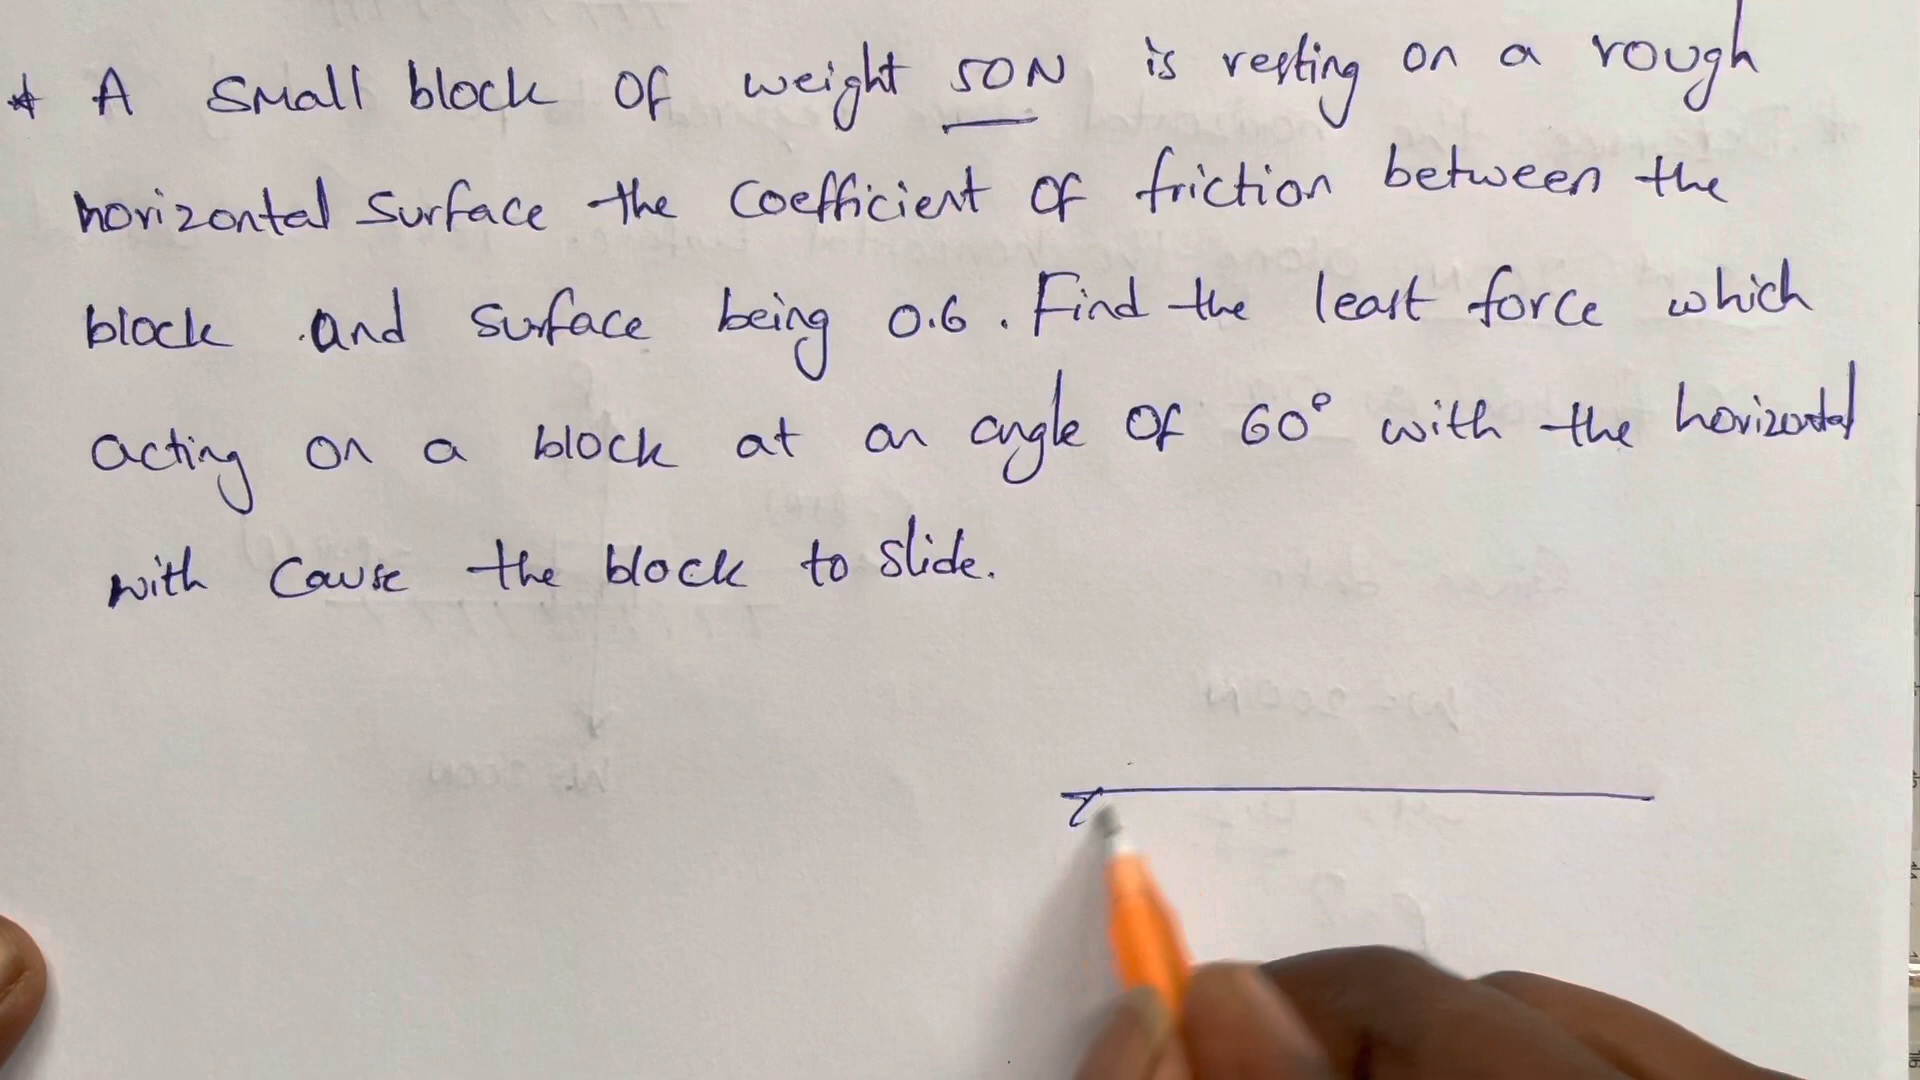 * A small block of weight 50N is resting on a rough
horizontal surface the coefficient of friction between the
block and surface being 0.6. Find the least force which
acting on a block at an angle of 60° with the horizontal
with cause the block to slide.